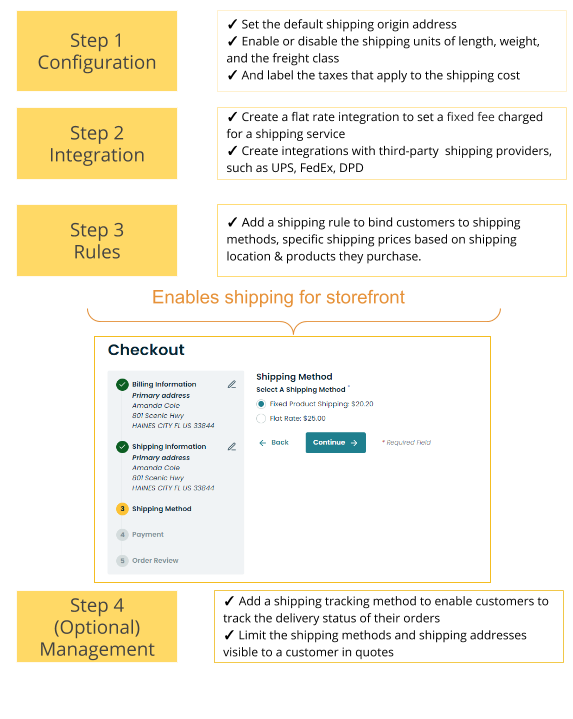 Step 1
Configuration
✓ Set the default shipping origin address
✓ Enable or disable the shipping units of length, weight,
and the freight class
✓ And label the taxes that apply to the shipping cost
Step 2
Integration
✓ Create a flat rate integration to set a fixed fee charged
for a shipping service
✓ Create integrations with third-party shipping providers,
such as UPS, FedEx, DPD
Step 3
Rules
✓ Add a shipping rule to bind customers to shipping
methods, specific shipping prices based on shipping
location & products they purchase.
Enables shipping for storefront
Checkout
Billing Information
Primary address
Amanda Cole
801 Scenic Hwy
HAINES CITY FL US 33844
Shipping Information
Primary address
Amanda Cole
801 Scenic Hwy
HAINES CITY FL US 33844
3 Shipping Method
4 Payment
5 Order Review
Shipping Method
Select A Shipping Method *
Fixed Product Shipping: $20.20
Flat Rate: $25.00
← Back
Continue →
* Required Field
Step 4
(Optional)
Management
✓ Add a shipping tracking method to enable customers to
track the delivery status of their orders
✓ Limit the shipping methods and shipping addresses
visible to a customer in quotes